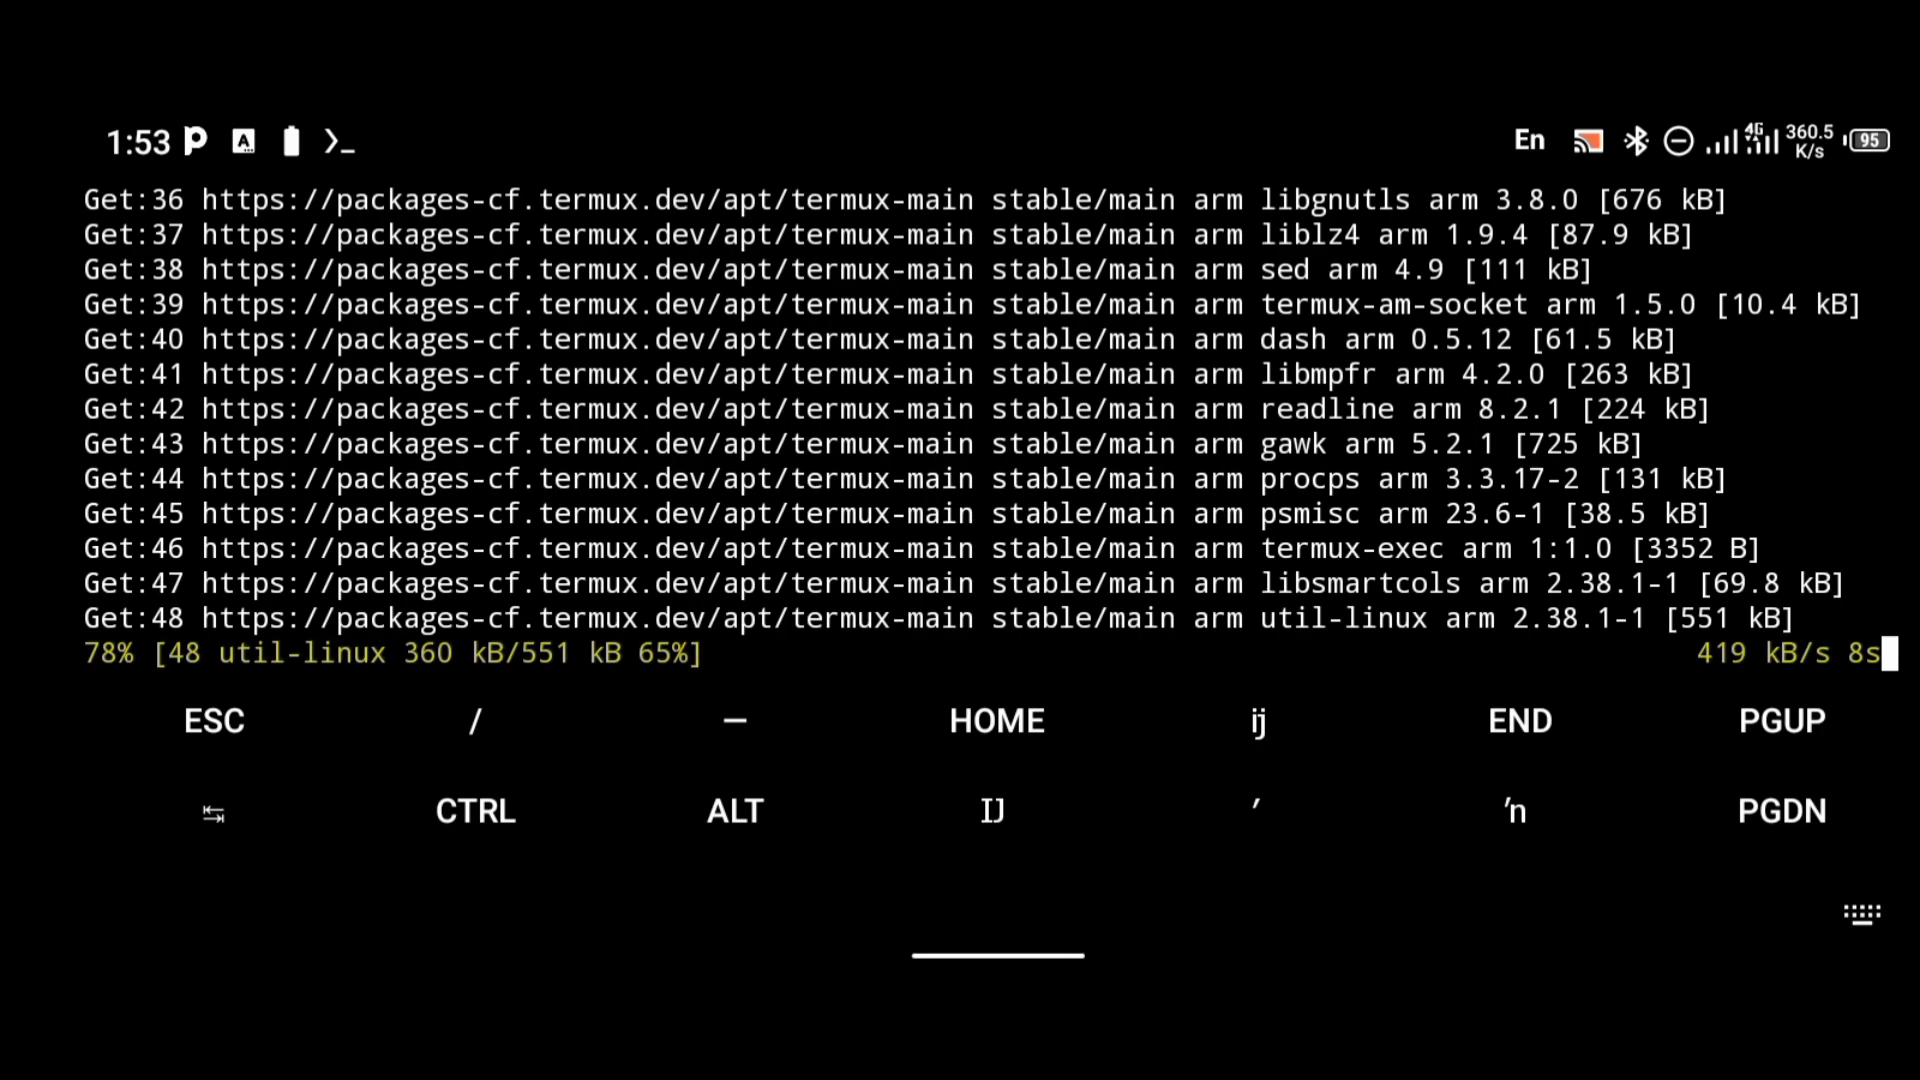 1:53 En 4G 360.5 K/s 95
Get:36 https://packages-cf.termux.dev/apt/termux-main stable/main arm libgnutls arm 3.8.0 [676 kB]
Get:37 https://packages-cf.termux.dev/apt/termux-main stable/main arm liblz4 arm 1.9.4 [87.9 kB]
Get:38 https://packages-cf.termux.dev/apt/termux-main stable/main arm sed arm 4.9 [111 kB]
Get:39 https://packages-cf.termux.dev/apt/termux-main stable/main arm termux-am-socket arm 1.5.0 [10.4 kB]
Get:40 https://packages-cf.termux.dev/apt/termux-main stable/main arm dash arm 0.5.12 [61.5 kB]
Get:41 https://packages-cf.termux.dev/apt/termux-main stable/main arm libmpfr arm 4.2.0 [263 kB]
Get:42 https://packages-cf.termux.dev/apt/termux-main stable/main arm readline arm 8.2.1 [224 kB]
Get:43 https://packages-cf.termux.dev/apt/termux-main stable/main arm gawk arm 5.2.1 [725 kB]
Get:44 https://packages-cf.termux.dev/apt/termux-main stable/main arm procps arm 3.3.17-2 [131 kB]
Get:45 https://packages-cf.termux.dev/apt/termux-main stable/main arm psmisc arm 23.6-1 [38.5 kB]
Get:46 https://packages-cf.termux.dev/apt/termux-main stable/main arm termux-exec arm 1:1.0 [3352 B]
Get:47 https://packages-cf.termux.dev/apt/termux-main stable/main arm libsmartcols arm 2.38.1-1 [69.8 kB]
Get:48 https://packages-cf.termux.dev/apt/termux-main stable/main arm util-linux arm 2.38.1-1 [551 kB]
78% [48 util-linux 360 kB/551 kB 65%] 419 kB/s 8s
ESC / — HOME ĳ END PGUP
↹ CTRL ALT Ĳ ′ ŉ PGDN